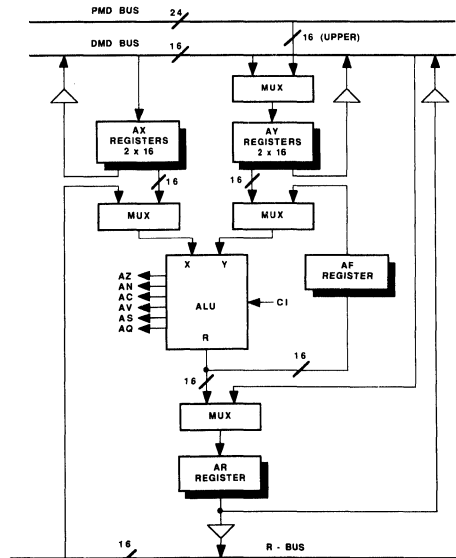 PMD BUS 24
16 (UPPER)
DMD BUS 16
MUX
AX
REGISTERS
2 x 16
AY
REGISTERS
2 x 16
16
16
MUX
MUX
X Y
AF
REGISTER
AZ
AN
AC
AV
AS
AQ
ALU
CI
R
16
16
MUX
AR
REGISTER
16
R - BUS